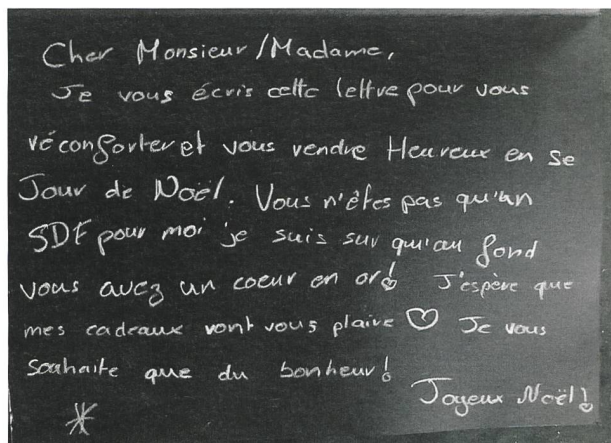 Cher Monsieur/Madame,
Je vous écris cette lettre pour vous
réconforter et vous rendre Heureux en se
Jour de Noël. Vous n'êtes pas qu'un
SDF pour moi je suis sur qu'au fond
vous avez un coeur en or! J'espère que
mes cadeaux vont vous plaire ♡ Je vous
souhaite que du bonheur!
Joyeux Noël!